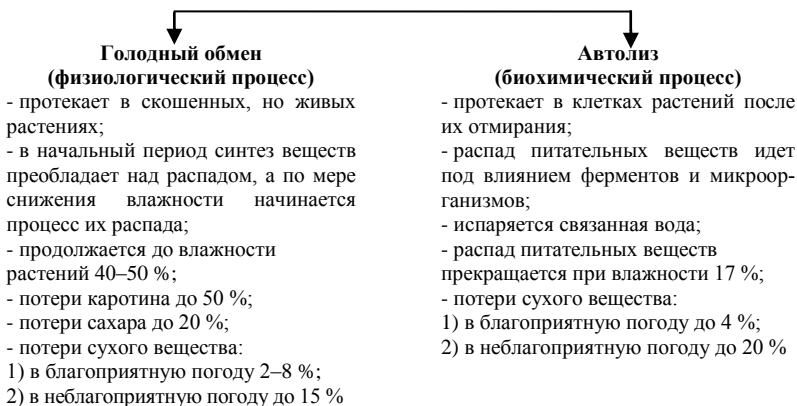 Голодный обмен
(физиологический процесс)
- протекает в скошенных, но живых
растениях;
- в начальный период синтез веществ
преобладает над распадом, а по мере
снижения влажности начинается
процесс их распада;
- продолжается до влажности
растений 40–50 %;
- потери каротина до 50 %;
- потери сахара до 20 %;
- потери сухого вещества:
1) в благоприятную погоду 2–8 %;
2) в неблагоприятную погоду до 15 %
Автолиз
(биохимический процесс)
- протекает в клетках растений после
их отмирания;
- распад питательных веществ идет
под влиянием ферментов и микроор-
ганизмов;
- испаряется связанная вода;
- распад питательных веществ
прекращается при влажности 17 %;
- потери сухого вещества:
1) в благоприятную погоду до 4 %;
2) в неблагоприятную погоду до 20 %